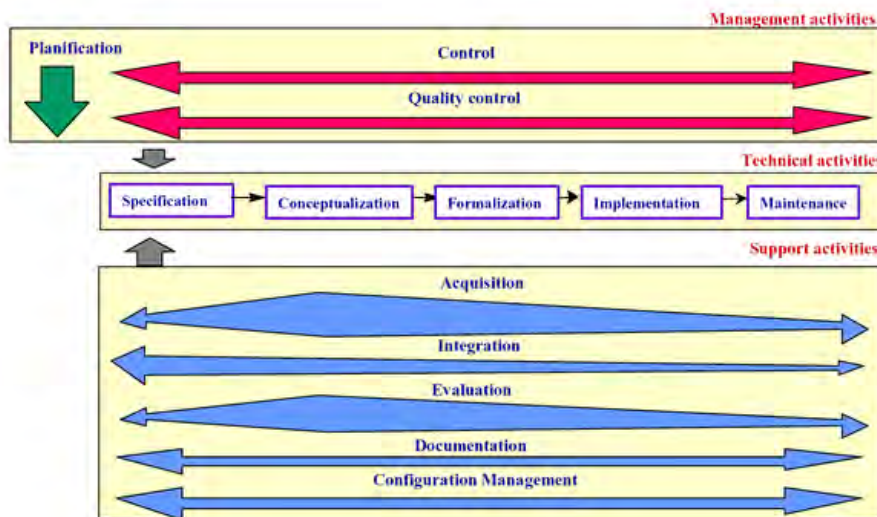 Management activities
Planification
Control
Quality control
Technical activities
Specification
Conceptualization
Formalization
Implementation
Maintenance
Support activities
Acquisition
Integration
Evaluation
Documentation
Configuration Management